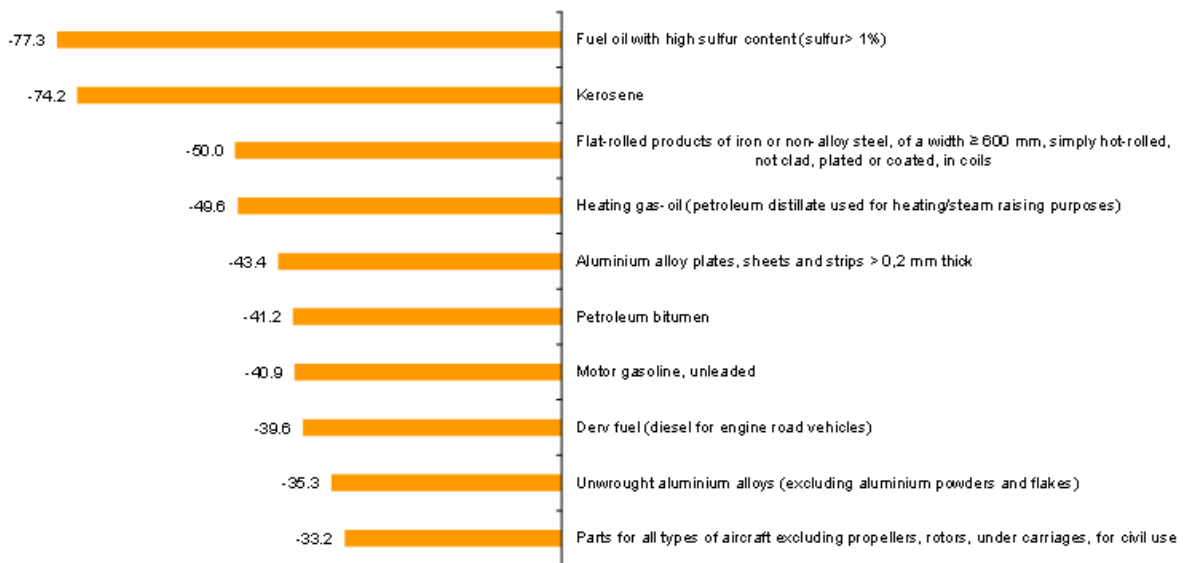 -77.3 Fuel oil with high sulfur content (sulfur> 1%)
-74.2 Kerosene
-50.0 Flat-rolled products of iron or non-alloy steel, of a width ≥ 600 mm, simply hot-rolled,
not clad, plated or coated, in coils
-49.6 Heating gas-oil (petroleum distillate used for heating/steam raising purposes)
-43.4 Aluminium alloy plates, sheets and strips > 0,2 mm thick
-41.2 Petroleum bitumen
-40.9 Motor gasoline, unleaded
-39.6 Derv fuel (diesel for engine road vehicles)
-35.3 Unwrought aluminium alloys (excluding aluminium powders and flakes)
-33.2 Parts for all types of aircraft excluding propellers, rotors, under carriages, for civil use